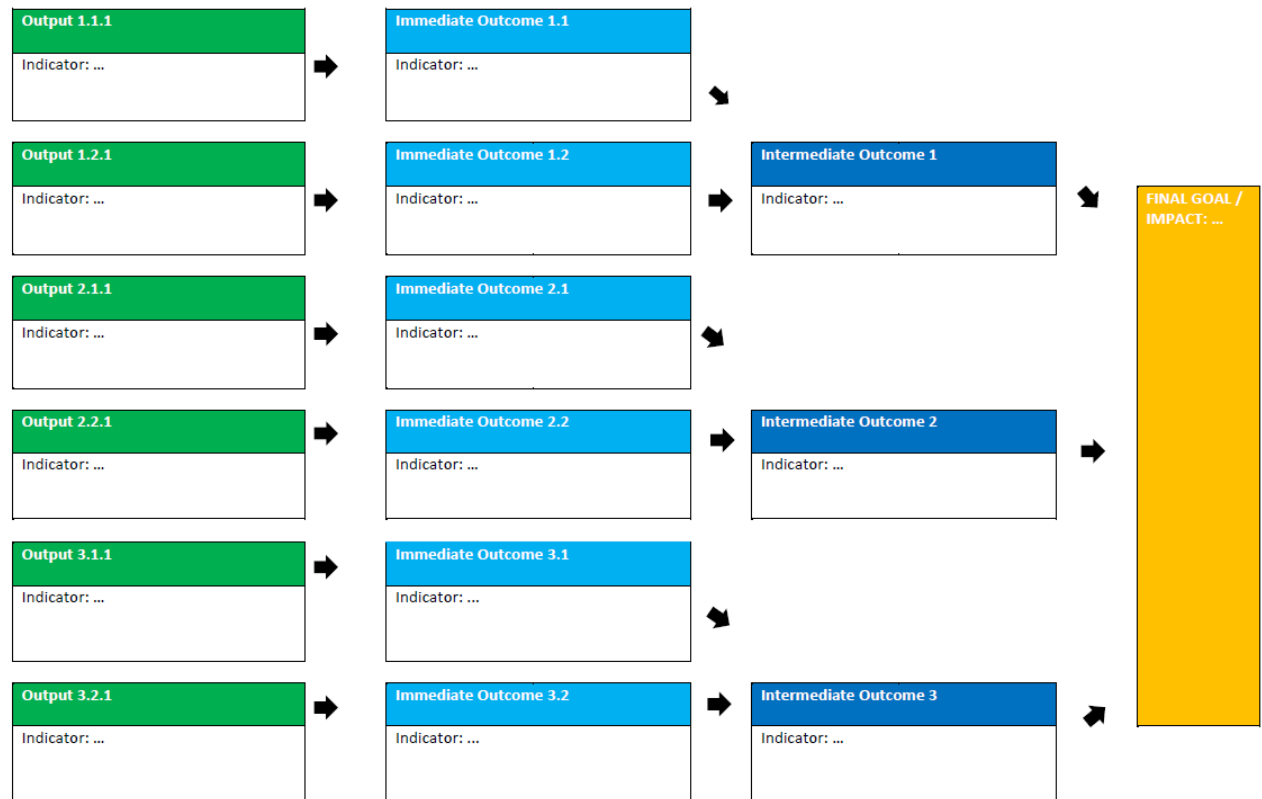 Output 1.1.1
Immediate Outcome 1.1
Indicator: ...
Indicator: ...
Output 1.2.1
Immediate Outcome 1.2
Intermediate Outcome 1
Indicator: ...
Indicator: ...
Indicator: ...
FINAL GOAL /
IMPACT: ...
Output 2.1.1
Immediate Outcome 2.1
Indicator: ...
Indicator: ...
Output 2.2.1
Immediate Outcome 2.2
Intermediate Outcome 2
Indicator: ...
Indicator: ...
Indicator: ...
Output 3.1.1
Immediate Outcome 3.1
Indicator: ...
Indicator: ...
Output 3.2.1
Immediate Outcome 3.2
Intermediate Outcome 3
Indicator: ...
Indicator: ...
Indicator: ...